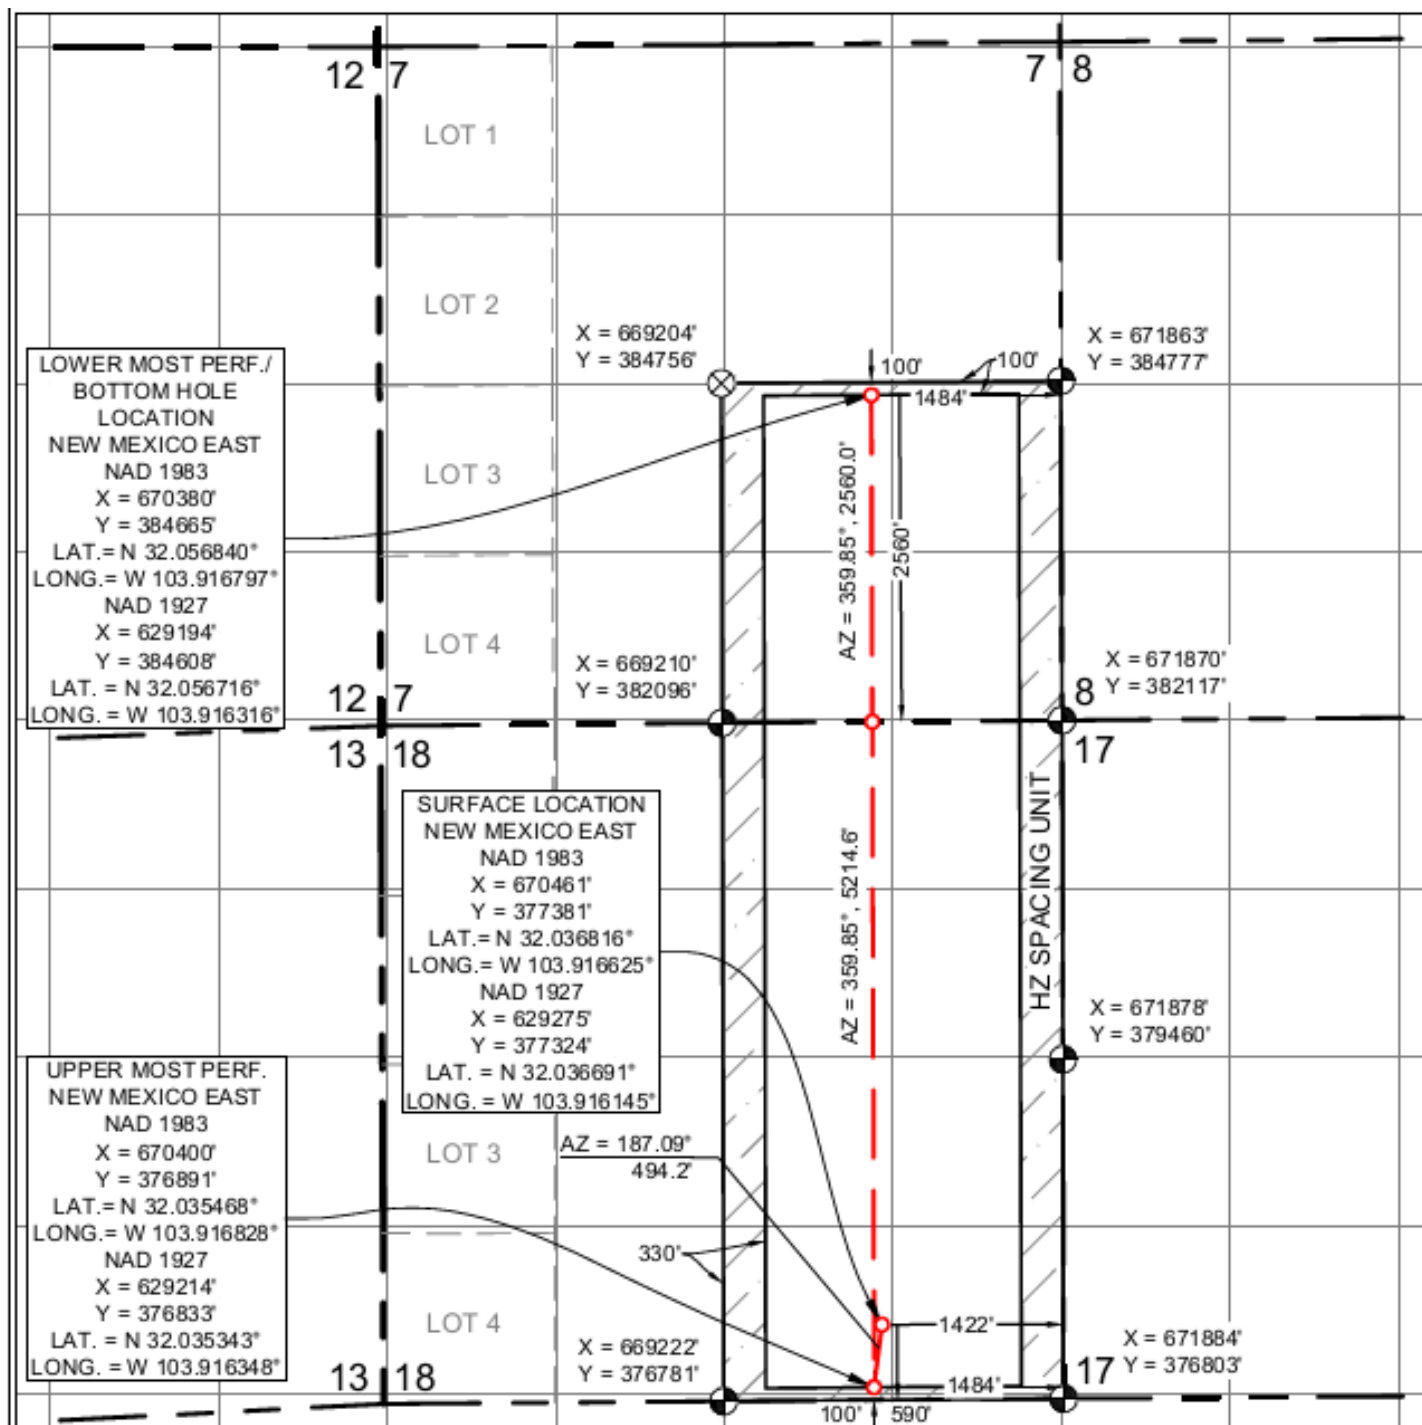 12
7
7
8
LOT 1
LOT 2
X = 669204'
Y = 384756'
X = 671863'
Y = 384777'
100'
100'
1484'
LOWER MOST PERF./
BOTTOM HOLE
LOCATION
NEW MEXICO EAST
NAD 1983
X = 670380'
Y = 384665'
LAT.= N 32.056840°
LONG.= W 103.916797°
NAD 1927
X = 629194'
Y = 384608'
LAT. = N 32.056716°
LONG. = W 103.916316°
LOT 3
AZ = 359.85°, 2560.0'
2560'
LOT 4
X = 669210'
Y = 382096'
X = 671870'
Y = 382117'
12
7
8
13
18
17
SURFACE LOCATION
NEW MEXICO EAST
NAD 1983
X = 670461'
Y = 377381'
LAT.= N 32.036816°
LONG.= W 103.916625°
NAD 1927
X = 629275'
Y = 377324'
LAT. = N 32.036691°
LONG. = W 103.916145°
AZ = 359.85°, 5214.6'
HZ SPACING UNIT
X = 671878'
Y = 379460'
UPPER MOST PERF.
NEW MEXICO EAST
NAD 1983
X = 670400'
Y = 376891'
LAT.= N 32.035468°
LONG.= W 103.916828°
NAD 1927
X = 629214'
Y = 376833'
LAT. = N 32.035343°
LONG. = W 103.916348°
LOT 3
AZ = 187.09°
494.2'
330'
LOT 4
1422'
X = 669222'
Y = 376781'
X = 671884'
Y = 376803'
13
18
1484'
17
100'
590'